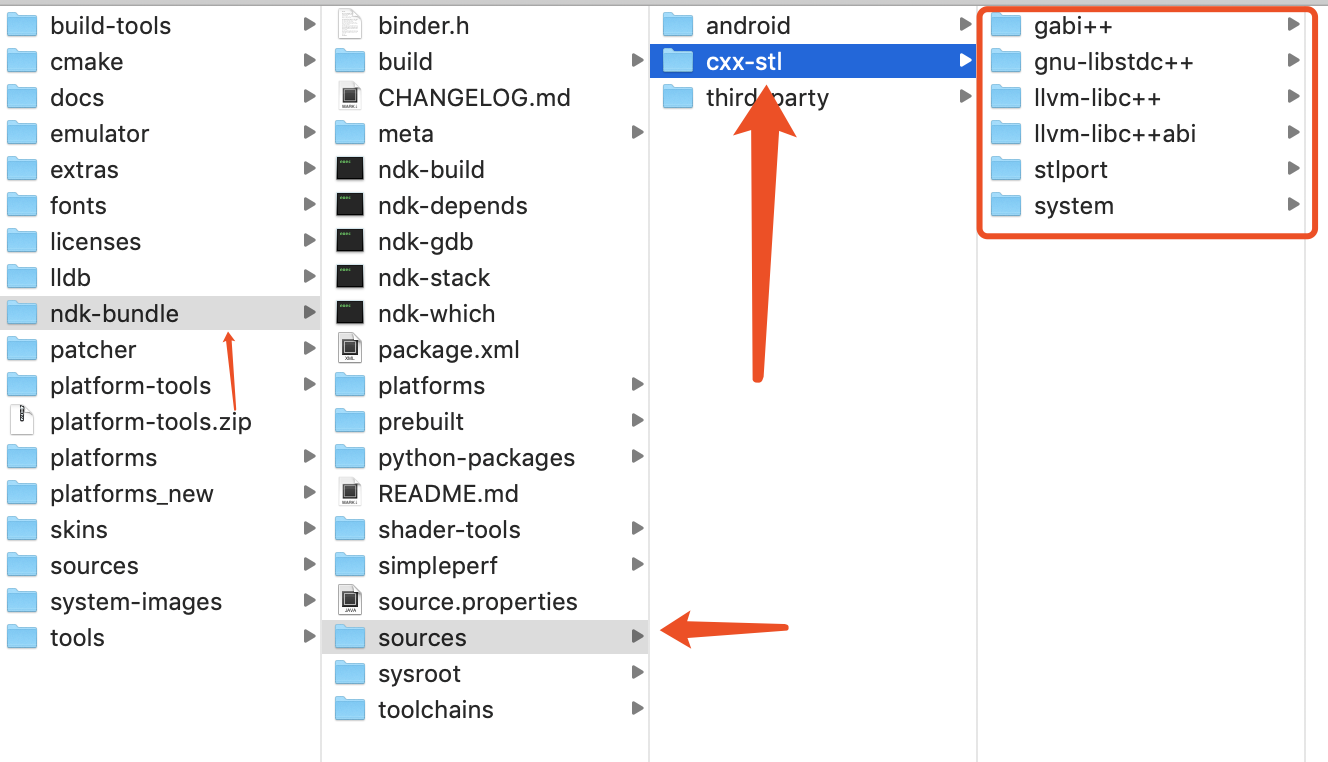 build-tools
cmake
docs
emulator
extras
fonts
licenses
lldb
ndk-bundle
patcher
platform-tools
platform-tools.zip
platforms
platforms_new
skins
sources
system-images
tools
binder.h
build
CHANGELOG.md
meta
ndk-build
ndk-depends
ndk-gdb
ndk-stack
ndk-which
package.xml
platforms
prebuilt
python-packages
README.md
shader-tools
simpleperf
source.properties
sources
sysroot
toolchains
android
cxx-stl
third-party
gabi++
gnu-libstdc++
llvm-libc++
llvm-libc++abi
stlport
system